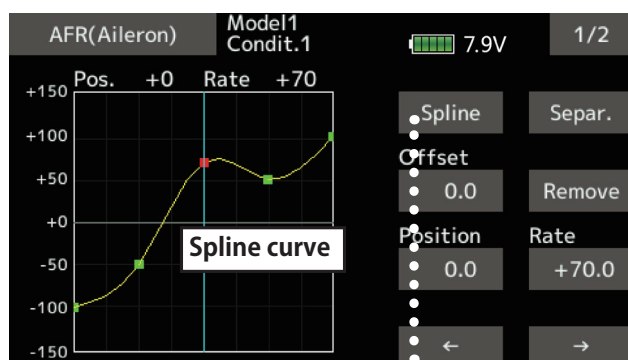 AFR(Aileron)
Model1
Condit.1
7.9V
1/2
Pos. +0 Rate +70
+150
+100
+50
+0
-50
-100
-150
Spline curve
Spline
Separ.
Offset
0.0
Remove
Position
Rate
0.0
+70.0
←
→